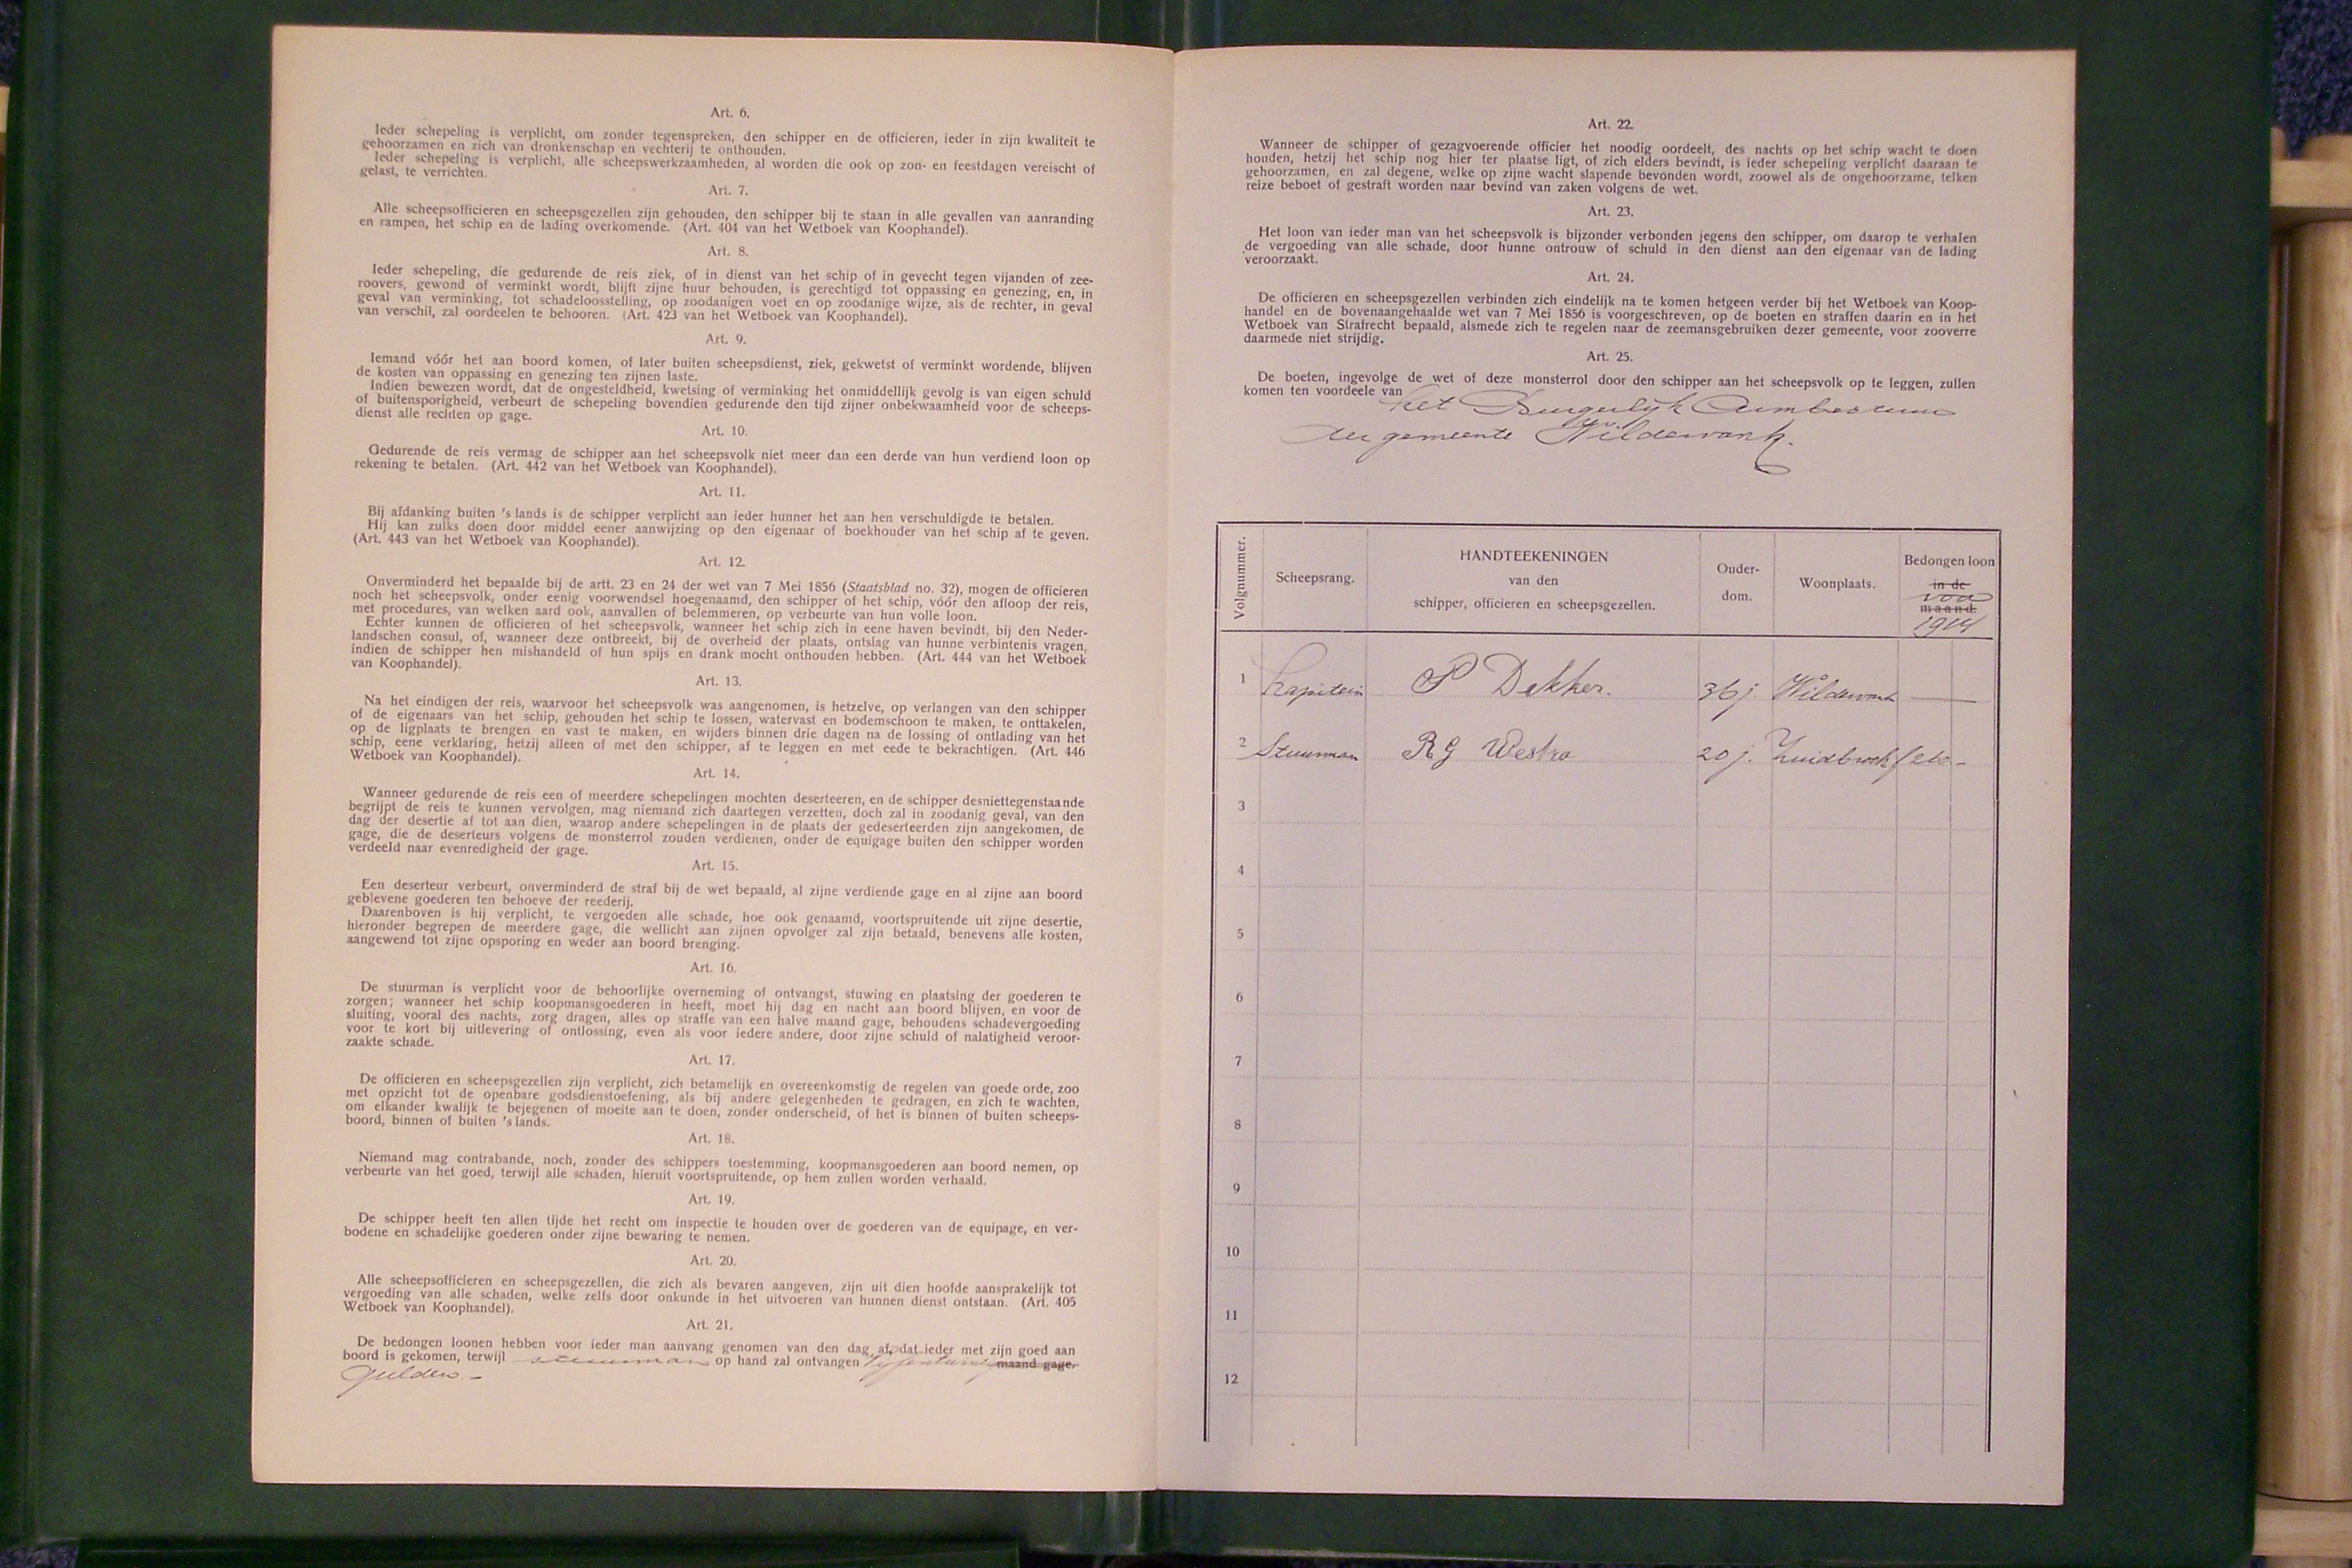 Art. 6.
Ieder schepeling is verplicht, om zonder tegenspreken, den schipper en de officieren, ieder in zijn kwaliteit te
gehoorzamen en zich van dronkenschap en vechterij te onthouden.
Ieder schepeling is verplicht, alle scheepswerkzaamheden, al worden die ook op zon- en feestdagen vereischt of
gelast, te verrichten.
Art. 7.
Alle scheepsofficieren en scheepsgezellen zijn gehouden, den schipper bij te staan in alle gevallen van aanranding
en rampen, het schip en de lading overkomende. (Art. 404 van het Wetboek van Koophandel).
Art. 8.
Ieder schepeling, die gedurende de reis ziek, of in dienst van het schip of in gevecht tegen vijanden of zee-
roovers, gewond of verminkt wordt, blijft zijne huur behouden, is gerechtigd tot oppassing en genezing, en, in
geval van verminking, tot schadeloosstelling, op zoodanigen voet en op zoodanige wijze, als de rechter, in geval
van verschil, zal oordeelen te behooren. (Art. 423 van het Wetboek van Koophandel).
Art. 9.
Iemand vóór het aan boord komen, of later buiten scheepsdienst, ziek, gekwetst of verminkt wordende, blijven
de kosten van oppassing en genezing ten zijnen laste.
Indien bewezen wordt, dat de ongesteldheid, kwetsing of verminking het onmiddellijk gevolg is van eigen schuld
of buitensporigheid, verbeurt de schepeling bovendien gedurende den tijd zijner onbekwaamheid voor de scheeps-
dienst alle rechten op gage.
Art. 10.
Gedurende de reis vermag de schipper aan het scheepsvolk niet meer dan een derde van hun verdiend loon op
rekening te betalen. (Art. 442 van het Wetboek van Koophandel).
Art. 11.
Bij afdanking buiten 's lands is de schipper verplicht aan ieder hunner het aan hen verschuldigde te betalen.
Hij kan zulks doen door middel eener aanwijzing op den eigenaar of boekhouder van het schip af te geven.
(Art. 443 van het Wetboek van Koophandel).
Art. 12.
Onverminderd het bepaalde bij de artt. 23 en 24 der wet van 7 Mei 1856 (Staatsblad no. 32), mogen de officieren
noch het scheepsvolk, onder eenig voorwendsel hoegenaamd, den schipper of het schip, vóór den afloop der reis,
met procedures, van welken aard ook, aanvallen of belemmeren, op verbeurte van hun volle loon.
Echter kunnen de officieren of het scheepsvolk, wanneer het schip zich in eene haven bevindt, bij den Neder-
landschen consul, of, wanneer deze ontbreekt, bij de overheid der plaats, ontslag van hunne verbintenis vragen,
indien de schipper hen mishandeld of hun spijs en drank mocht onthouden hebben. (Art. 444 van het Wetboek
van Koophandel).
Art. 13.
Na het eindigen der reis, waarvoor het scheepsvolk was aangenomen, is hetzelve, op verlangen van den schipper
of de eigenaars van het schip, gehouden het schip te lossen, watervast en bodemschoon te maken, te onttakelen,
op de ligplaats te brengen en vast te maken, en wijders binnen drie dagen na de lossing of ontlading van het
schip, eene verklaring, hetzij alleen of met den schipper, af te leggen en met eede te bekrachtigen. (Art. 446
Wetboek van Koophandel).
Art. 14.
Wanneer gedurende de reis een of meerdere schepelingen mochten deserteeren, en de schipper desniettegenstaande
begrijpt de reis te kunnen vervolgen, mag niemand zich daartegen verzetten, doch zal in zoodanig geval, van den
dag der desertie af tot aan dien, waarop andere schepelingen in de plaats der gedeserteerden zijn aangekomen, de
gage, die de deserteurs volgens de monsterrol zouden verdienen, onder de equigage buiten den schipper worden
verdeeld naar evenredigheid der gage.
Art. 15.
Een deserteur verbeurt, onverminderd de straf bij de wet bepaald, al zijne verdiende gage en al zijne aan boord
geblevene goederen ten behoeve der reederij.
Daarenboven is hij verplicht, te vergoeden alle schade, hoe ook genaamd, voortspruitende uit zijne desertie,
hieronder begrepen de meerdere gage, die wellicht aan zijnen opvolger zal zijn betaald, benevens alle kosten,
aangewend tot zijne opsporing en weder aan boord brenging.
Art. 16.
De stuurman is verplicht voor de behoorlijke overneming of ontvangst, stuwing en plaatsing der goederen te
zorgen; wanneer het schip koopmansgoederen in heeft, moet hij dag en nacht aan boord blijven, en voor de
sluiting, vooral des nachts, zorg dragen, alles op straffe van een halve maand gage, behoudens schadevergoeding
voor te kort bij uitlevering of ontlossing, even als voor iedere andere, door zijne schuld of nalatigheid veroor-
zaakte schade.
Art. 17.
De officieren en scheepsgezellen zijn verplicht, zich betamelijk en overeenkomstig de regelen van goede orde, zoo
met opzicht tot de openbare godsdienstoefening, als bij andere gelegenheden te gedragen, en zich te wachten,
om elkander kwalijk te bejegenen of moeite aan te doen, zonder onderscheid, of het is binnen of buiten scheeps-
boord, binnen of buiten 's lands.
Art. 18.
Niemand mag contrabande, noch, zonder des schippers toestemming, koopmansgoederen aan boord nemen, op
verbeurte van het goed, terwijl alle schaden, hieruit voortspruitende, op hem zullen worden verhaald.
Art. 19.
De schipper heeft ten allen tijde het recht om inspectie te houden over de goederen van de equipage, en ver-
bodene en schadelijke goederen onder zijne bewaring te nemen.
Art. 20.
Alle scheepsofficieren en scheepsgezellen, die zich als bevaren aangeven, zijn uit dien hoofde aansprakelijk tot
vergoeding van alle schaden, welke zelfs door onkunde in het uitvoeren van hunnen dienst ontstaan. (Art. 405
Wetboek van Koophandel).
Art. 21.
De bedongen loonen hebben voor ieder man aanvang genomen van den dag af, dat ieder met zijn goed aan
boord is gekomen, terwijl stuurman op hand zal ontvangen maand gage.
Gulden -
Art. 22.
Wanneer de schipper of gezagvoerende officier het noodig oordeelt, des nachts op het schip wacht te doen
houden, hetzij het schip nog hier ter plaatse ligt, of zich elders bevindt, is ieder schepeling verplicht daaraan te
gehoorzamen, en zal degene, welke op zijne wacht slapende bevonden wordt, zoowel als de ongehoorzame, telken
reize beboet of gestraft worden naar bevind van zaken volgens de wet.
Art. 23.
Het loon van ieder man van het scheepsvolk is bijzonder verbonden jegens den schipper, om daarop te verhalen
de vergoeding van alle schade, door hunne ontrouw of schuld in den dienst aan den eigenaar van de lading
veroorzaakt.
Art. 24.
De officieren en scheepsgezellen verbinden zich eindelijk na te komen hetgeen verder bij het Wetboek van Koop-
handel en de bovenaangehaalde wet van 7 Mei 1856 is voorgeschreven, op de boeten en straffen daarin en in het
Wetboek van Strafrecht bepaald, alsmede zich te regelen naar de zeemansgebruiken dezer gemeente, voor zooverre
daarmede niet strijdig.
Art. 25.
De boeten, ingevolge de wet of deze monsterrol door den schipper aan het scheepsvolk op te leggen, zullen
komen ten voordeele van het Burgerlijk Armbestuur
der gemeente Wildervank.
Volgnummer.
Scheepsrang.
HANDTEEKENINGEN
van den
schipper, officieren en scheepsgezellen.
Ouder-
dom.
Woonplaats.
Bedongen loon
in de
voor
maand.
1914
1 Kapitein P Dekker. 36 j. Wildervank —
2 Stuurman R G Westra 20 j. Zuidbroek
3
4
5
6
7
8
9
10
11
12